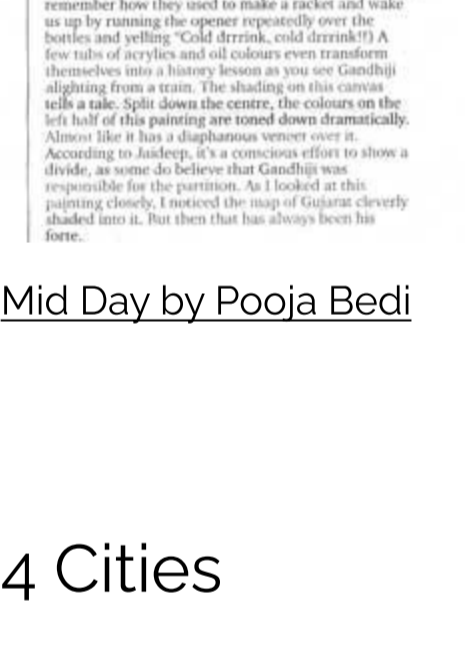 remember how they used to make a racket and wake
us up by running the opener repeatedly over the
bottles and yelling "Cold drrrink, cold drrrink!!) A
few tubs of acrylics and oil colours even transform
themselves into a history lesson as you see Gandhiji
alighting from a train. The shading on this canvas
tells a tale. Split down the centre, the colours on the
left half of this painting are toned down dramatically.
Almost like it has a diaphanous veneer over it.
According to Jaideep, it's a conscious effort to show a
divide, as some do believe that Gandhiji was
responsible for the partition. As I looked at this
painting closely, I noticed the map of Gujarat cleverly
shaded into it. But then that has always been his
forte.
Mid Day by Pooja Bedi
4 Cities